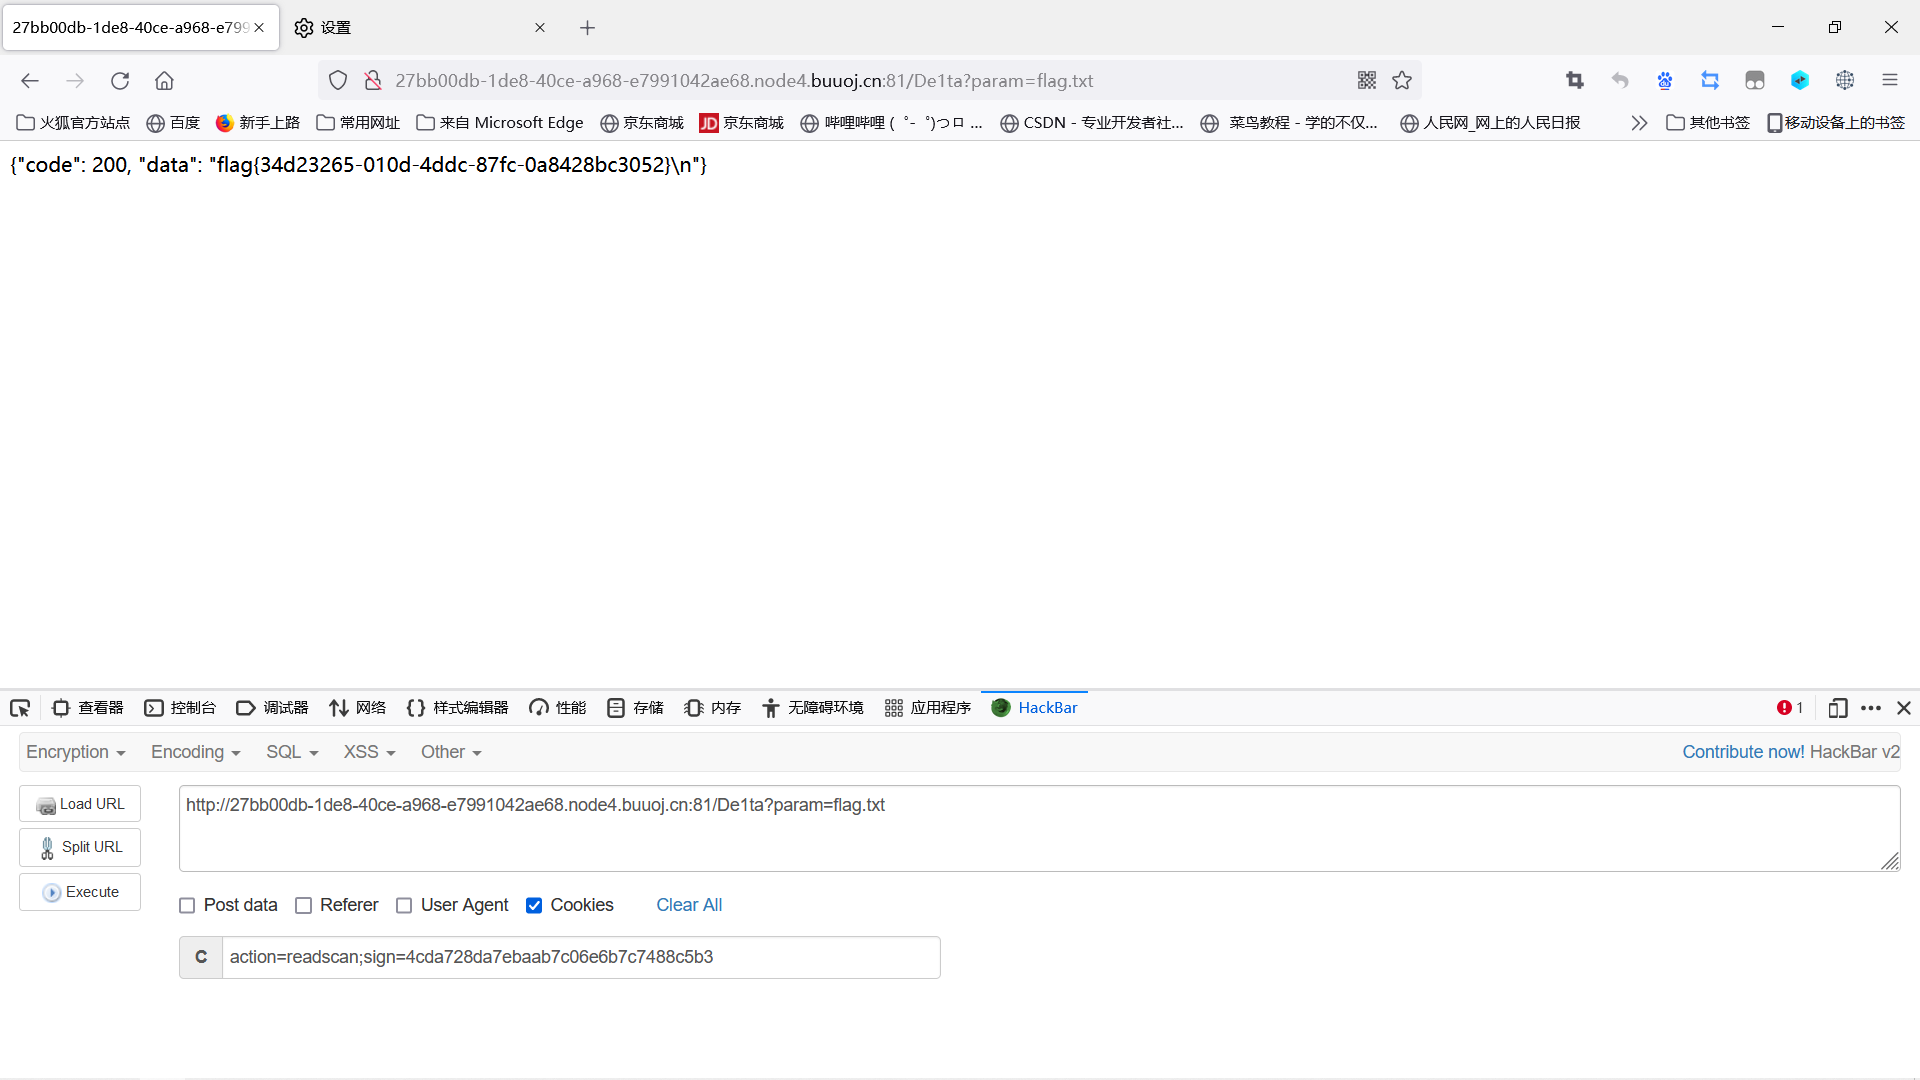 27bb00db-1de8-40ce-a968-e799
设置
27bb00db-1de8-40ce-a968-e7991042ae68.node4.buuoj.cn:81/De1ta?param=flag.txt
火狐官方站点 百度 新手上路 常用网址 来自 Microsoft Edge 京东商城 JD 京东商城 哔哩哔哩 ( ゜- ゜)つロ ... CSDN - 专业开发者社... 菜鸟教程 - 学的不仅... 人民网_网上的人民日报 其他书签 移动设备上的书签
{"code": 200, "data": "flag{34d23265-010d-4ddc-87fc-0a8428bc3052}\n"}
查看器 控制台 调试器 网络 样式编辑器 性能 存储 内存 无障碍环境 应用程序 HackBar 1
Encryption Encoding SQL XSS Other Contribute now! HackBar v2
Load URL
http://27bb00db-1de8-40ce-a968-e7991042ae68.node4.buuoj.cn:81/De1ta?param=flag.txt
Split URL
Execute
Post data Referer User Agent Cookies Clear All
C action=readscan;sign=4cda728da7ebaab7c06e6b7c7488c5b3